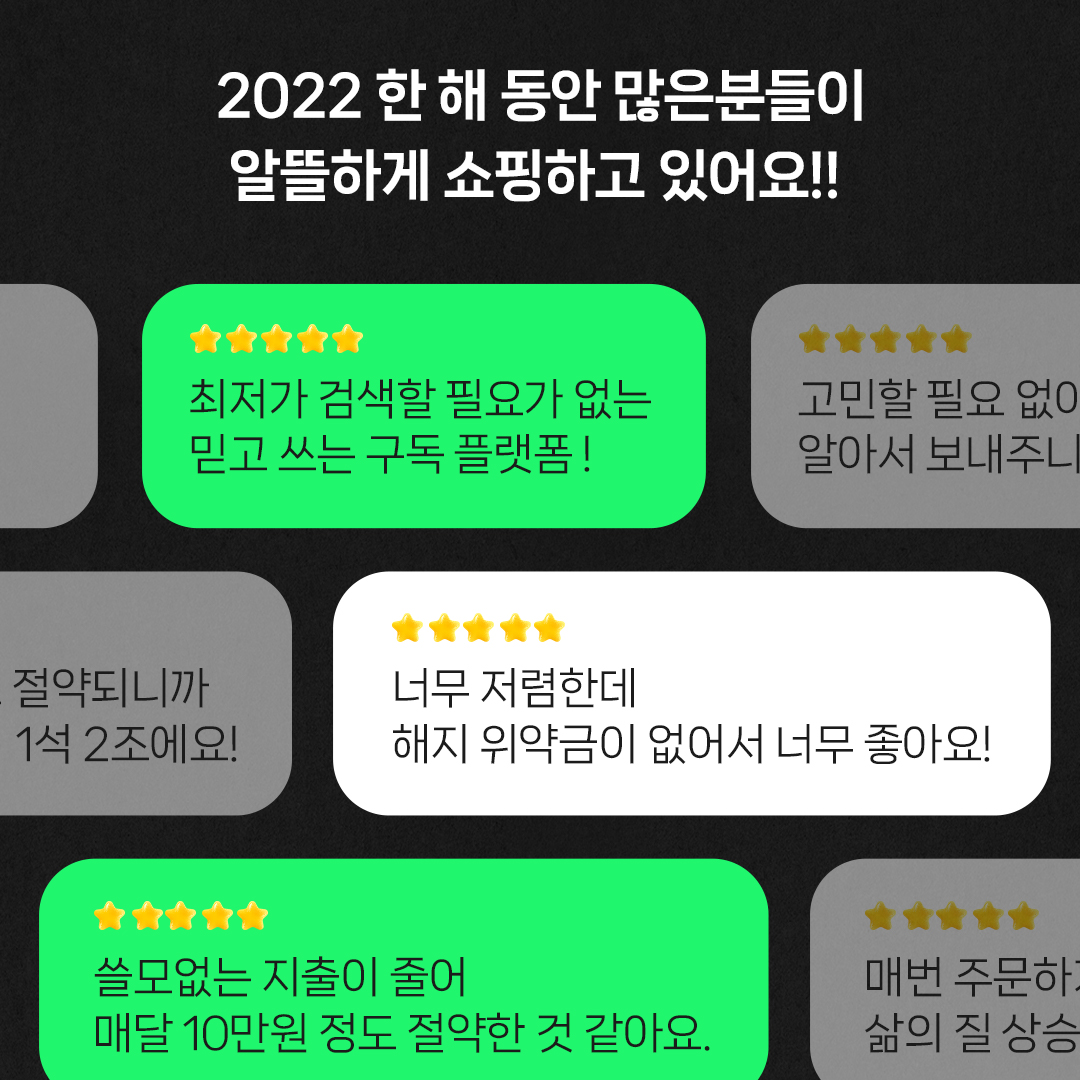 2022 한 해 동안 많은분들이
알뜰하게 쇼핑하고 있어요!!
최저가 검색할 필요가 없는
믿고 쓰는 구독 플랫폼 !
고민할 필요
알아서 보내주니
절약되니까
1석 2조에요!
너무 저렴한데
해지 위약금이 없어서 너무 좋아요!
쓸모없는 지출이 줄어
매달 10만원 정도 절약한 것 같아요.
매번 주문하
삶의 질 상승